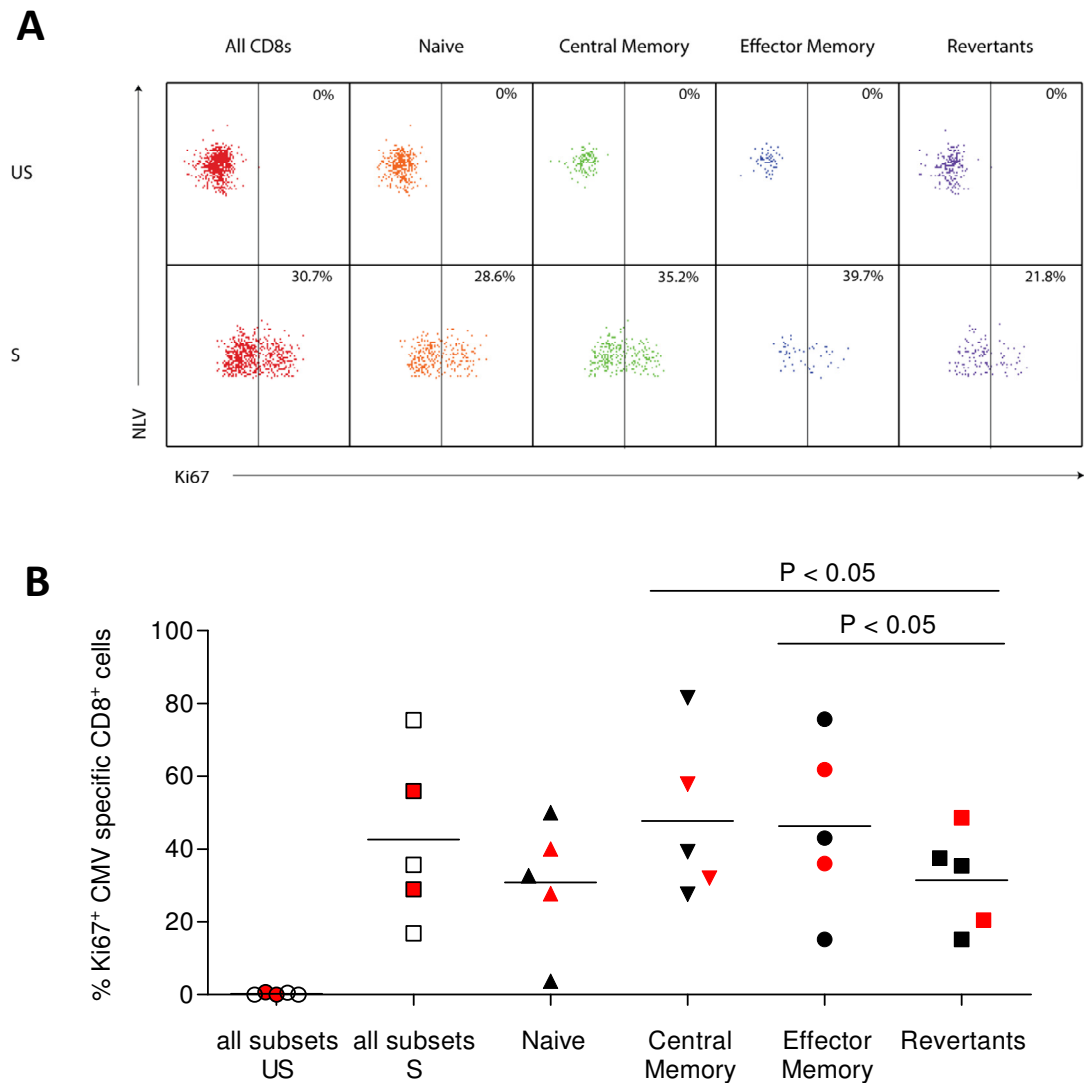 A
All CD8s Naive Central Memory Effector Memory Revertants
US
0% 0% 0% 0% 0%
S
30.7% 28.6% 35.2% 39.7% 21.8%
NLV
Ki67
B
P < 0.05
P < 0.05
% Ki67⁺ CMV specific CD8⁺ cells
100
80
60
40
20
0
all subsets US
all subsets S
Naive
Central Memory
Effector Memory
Revertants